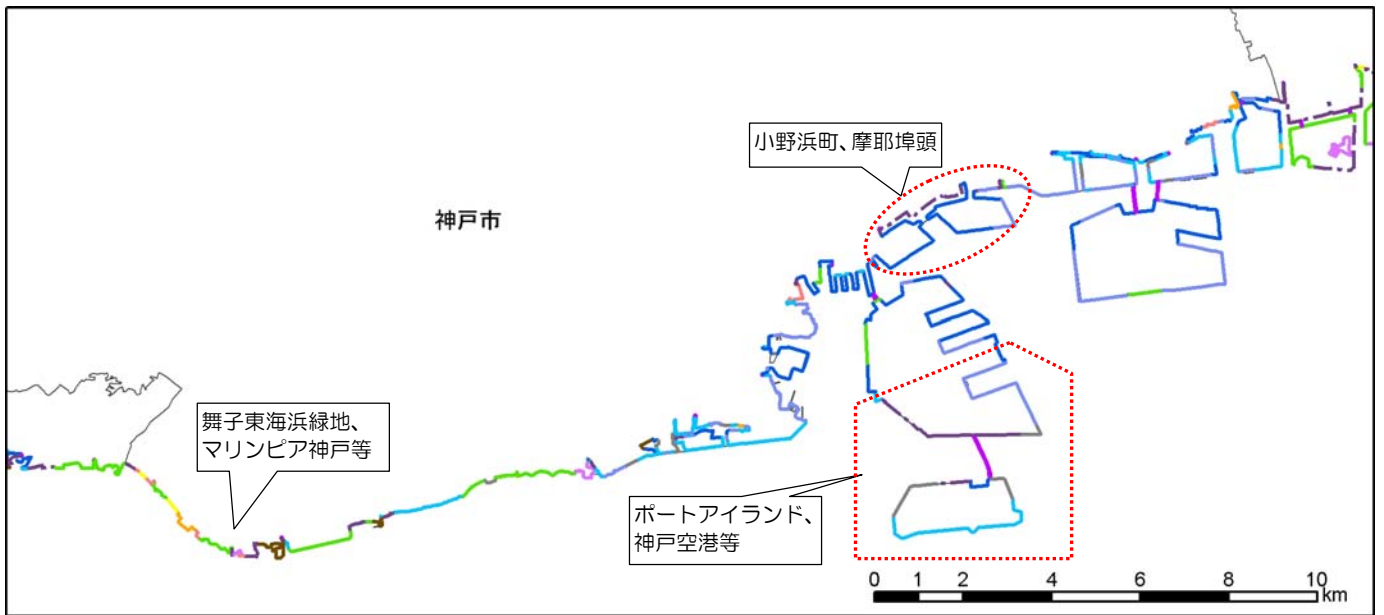 小野浜町、摩耶埠頭
神戸市
舞子東海浜緑地、
マリンピア神戸等
ポートアイランド、
神戸空港等
0 1 2 4 6 8 10
km